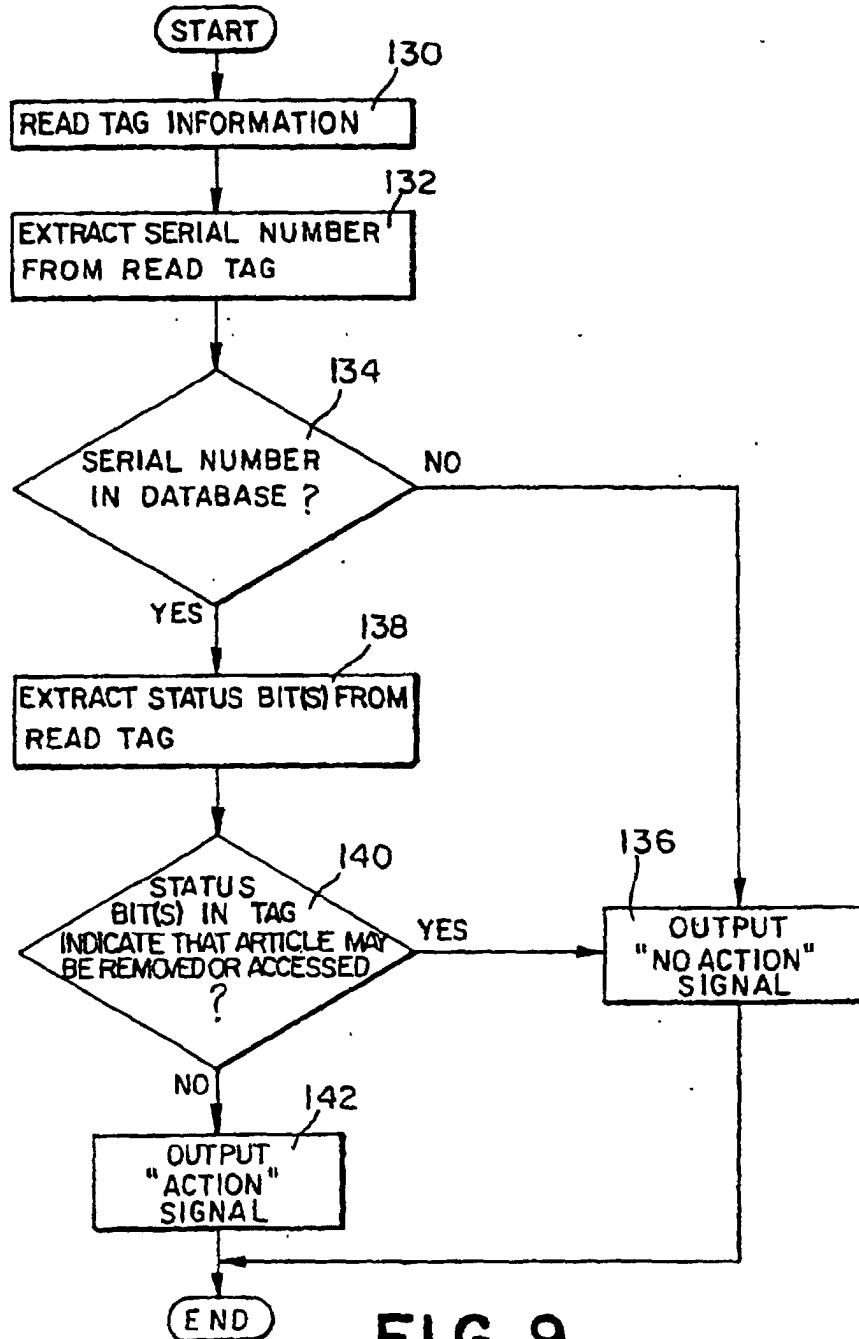 START
130
READ TAG INFORMATION
132
EXTRACT SERIAL NUMBER
FROM READ TAG
134
SERIAL NUMBER
IN DATABASE ?
NO
YES
138
EXTRACT STATUS BIT(S) FROM
READ TAG
140
STATUS
BIT(S) IN TAG
INDICATE THAT ARTICLE MAY
BE REMOVED OR ACCESSED
?
YES
136
OUTPUT
"NO ACTION"
SIGNAL
NO
142
OUTPUT
"ACTION"
SIGNAL
END
FIG. 9